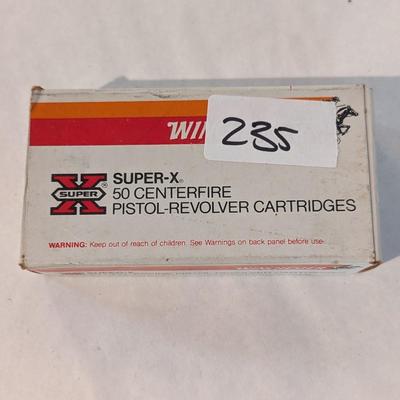 WIN
235
X
SUPER
®
SUPER-X®
50 CENTERFIRE
PISTOL-REVOLVER CARTRIDGES
WARNING: Keep out of reach of children. See Warnings on back panel before use.